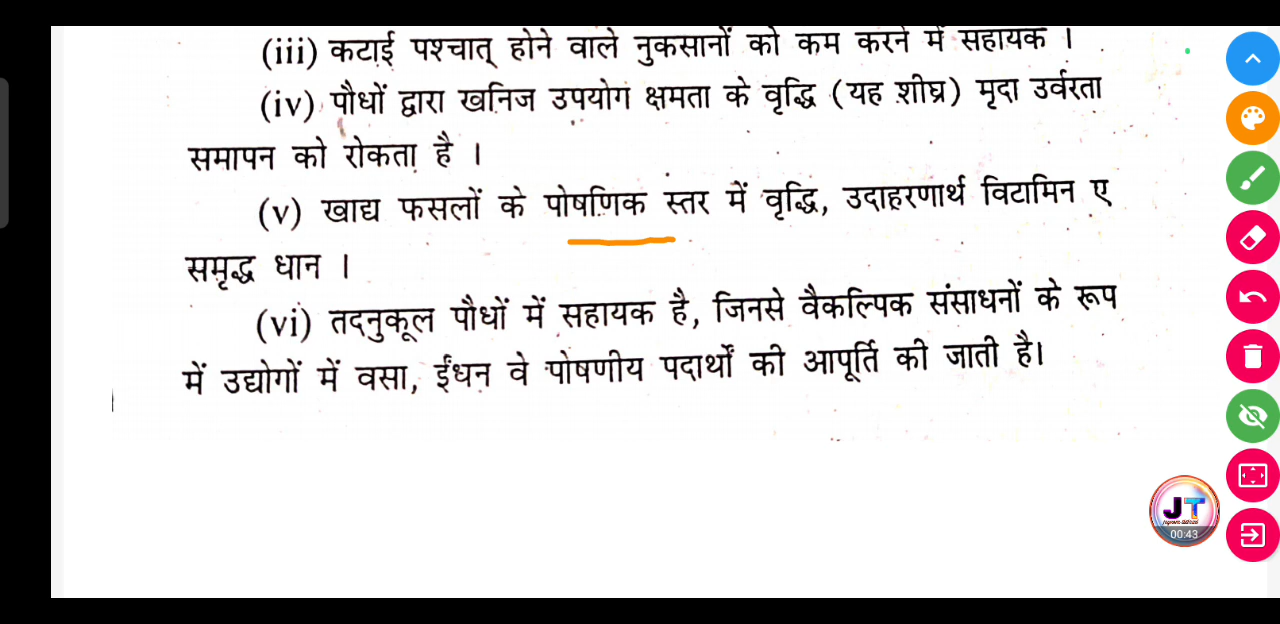 (iii) कटाई पश्चात् होने वाले नुकसानों को कम करने में सहायक ।
(iv) पौधों द्वारा खनिज उपयोग क्षमता के वृद्धि (यह शीघ्र) मृदा उर्वरता
समापन को रोकता है ।
(v) खाद्य फसलों के पोषणिक स्तर में वृद्धि, उदाहरणार्थ विटामिन ए
समृद्ध धान ।
(vi) तदनुकूल पौधों में सहायक है, जिनसे वैकल्पिक संसाधनों के रूप
में उद्योगों में वसा, ईंधन वे पोषणीय पदार्थों की आपूर्ति की जाती है।
JT
00:43